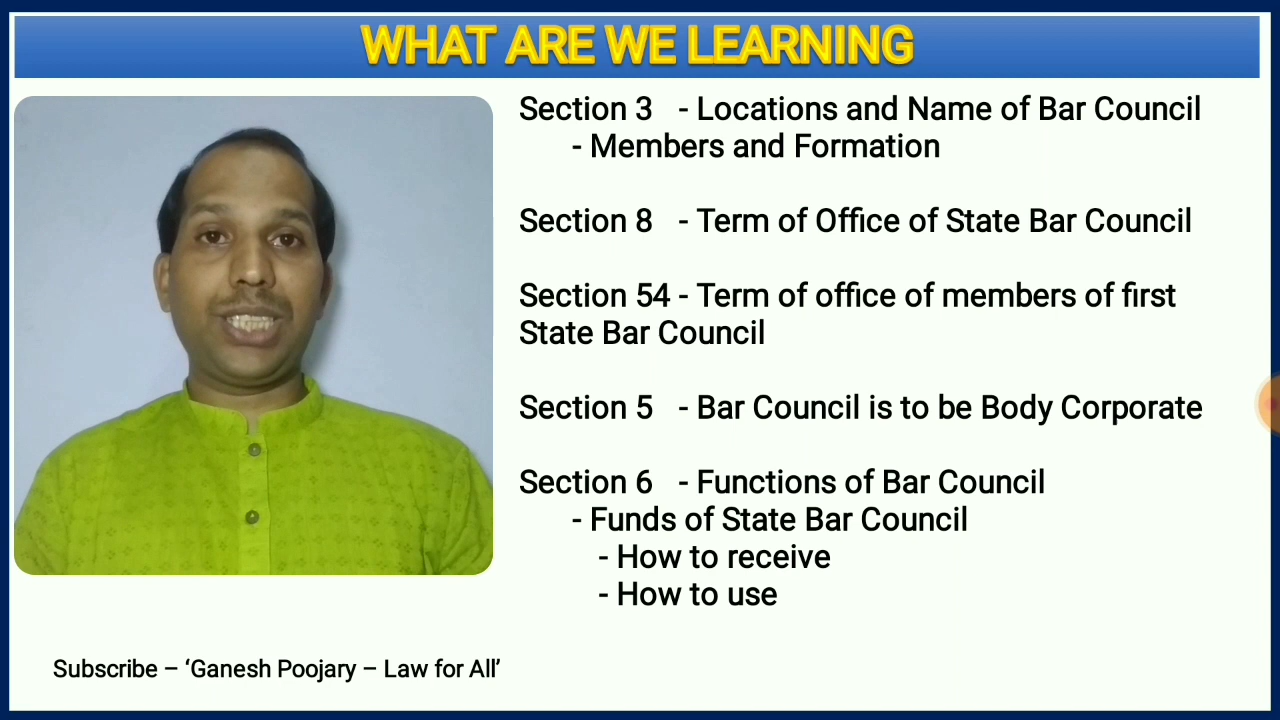 WHAT ARE WE LEARNING
Section 3 - Locations and Name of Bar Council
- Members and Formation
Section 8 - Term of Office of State Bar Council
Section 54 - Term of office of members of first
State Bar Council
Section 5 - Bar Council is to be Body Corporate
Section 6 - Functions of Bar Council
- Funds of State Bar Council
- How to receive
- How to use
Subscribe – ‘Ganesh Poojary – Law for All’